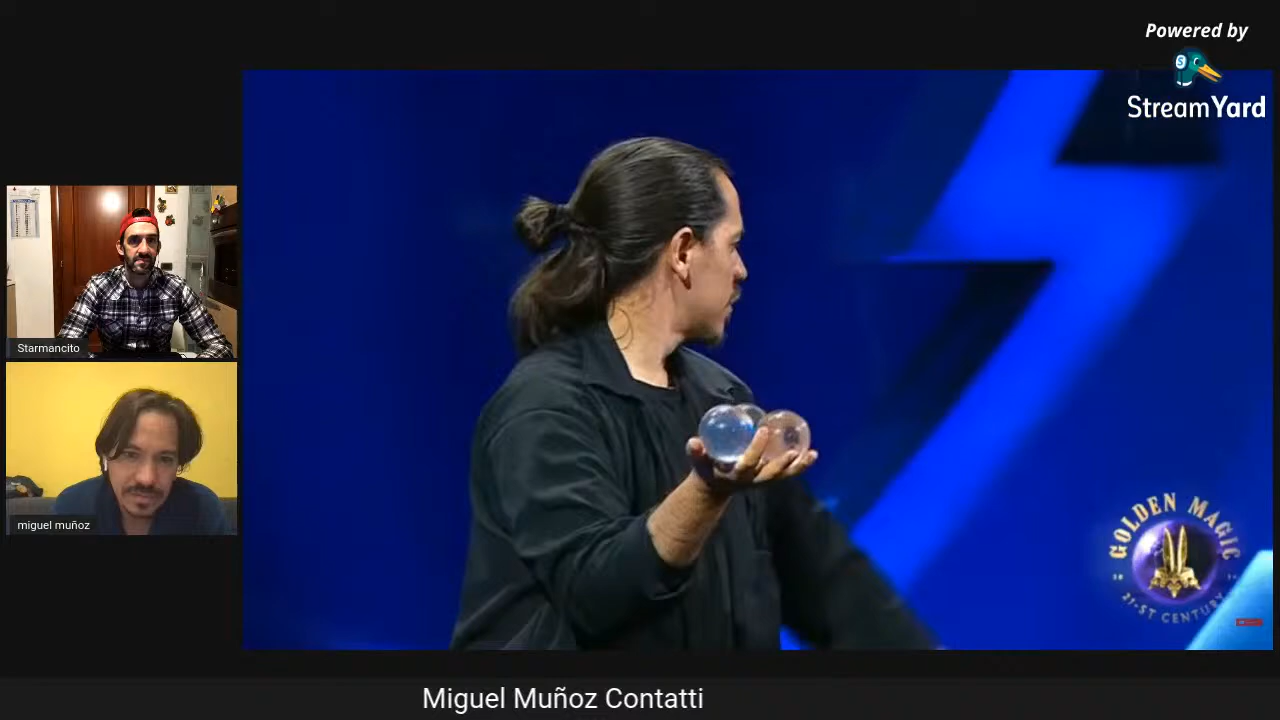 Powered by
StreamYard
Starmancito
miguel muñoz
GOLDEN MAGIC
21-ST CENTURY
Miguel Muñoz Contatti